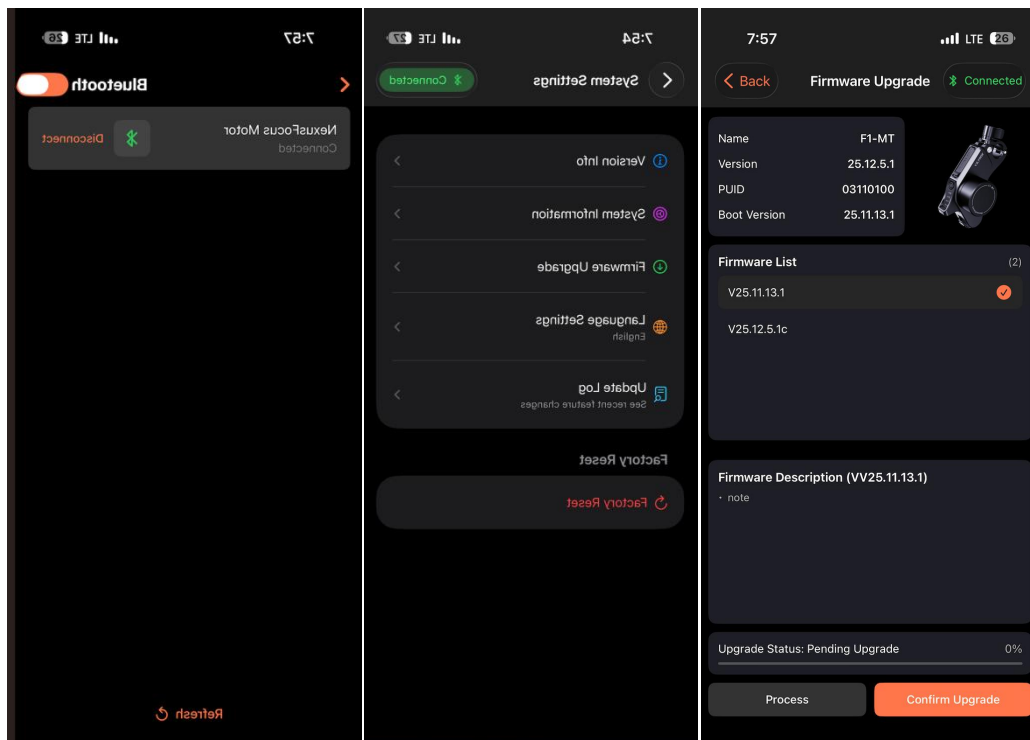 7:57
LTE 26
Bluetooth
NexusFocus Motor
Connected
Disconnect
Refresh
7:54
LTE 27
System Settings
Connected
Version Info
System Information
Firmware Upgrade
Language Settings
English
Update Log
See recent feature changes
Factory Reset
Factory Reset
7:57
LTE 26
Back
Firmware Upgrade
Connected
Name F1-MT
Version 25.12.5.1
PUID 03110100
Boot Version 25.11.13.1
Firmware List (2)
V25.11.13.1
V25.12.5.1c
Firmware Description (VV25.11.13.1)
· note
Upgrade Status: Pending Upgrade 0%
Process
Confirm Upgrade